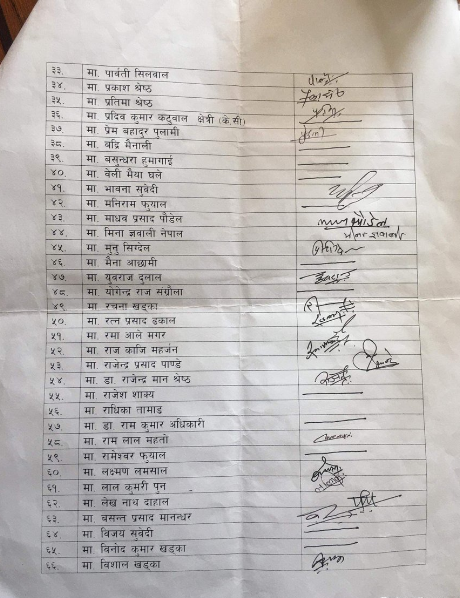 ३३. मा. पार्वती सिलवाल
३४. मा. प्रकाश श्रेष्ठ
३५. मा. प्रतिमा श्रेष्ठ
३६. मा. प्रदिव कुमार कटुवाल क्षेत्री (के.सी)
३७. मा. प्रेम बहादुर पुलामी
३८. मा. बद्रि मैनाली
३९. मा. बसुन्धरा हुमागाई
४०. मा. वेली मैया घले
४१. मा. भावना सुवेदी
४२. मा. मनिराम फुयाल
४३. मा. माधव प्रसाद पौडेल पौडेल
४४. मा. मिना ज्ञवाली नेपाल
४५. मा. मुनु सिग्देल
४६. मा. मैना आछामी
४७. मा. युवराज दुलाल
४८. मा. योगेन्द्र राज संग्रौला
४९. मा. रचना खड्का
५०. मा. रत्न प्रसाद ढकाल
५१. मा. रमा आले मगर
५२. मा. राज काजि महर्जन
५३. मा. राजेन्द्र प्रसाद पाण्डे
५४. मा. डा. राजेन्द्र मान श्रेष्ठ
५५. मा. राजेश शाक्य
५६. मा. राधिका तामाङ
५७. मा. डा राम कुमार अधिकारी
५८. मा. राम लाल महतो
५९. मा. रामेश्वर फुयाल
६०. मा. लक्ष्मण लमसाल
६१. मा. लाल कुमरी पुन
६२. मा. लेख नाथ दाहाल
६३. मा. बसन्त प्रसाद मानन्धर
६४. मा. विजय सुवेदी
६५. मा. विनोद कुमार खड्का
६६. मा. विशाल खड्का